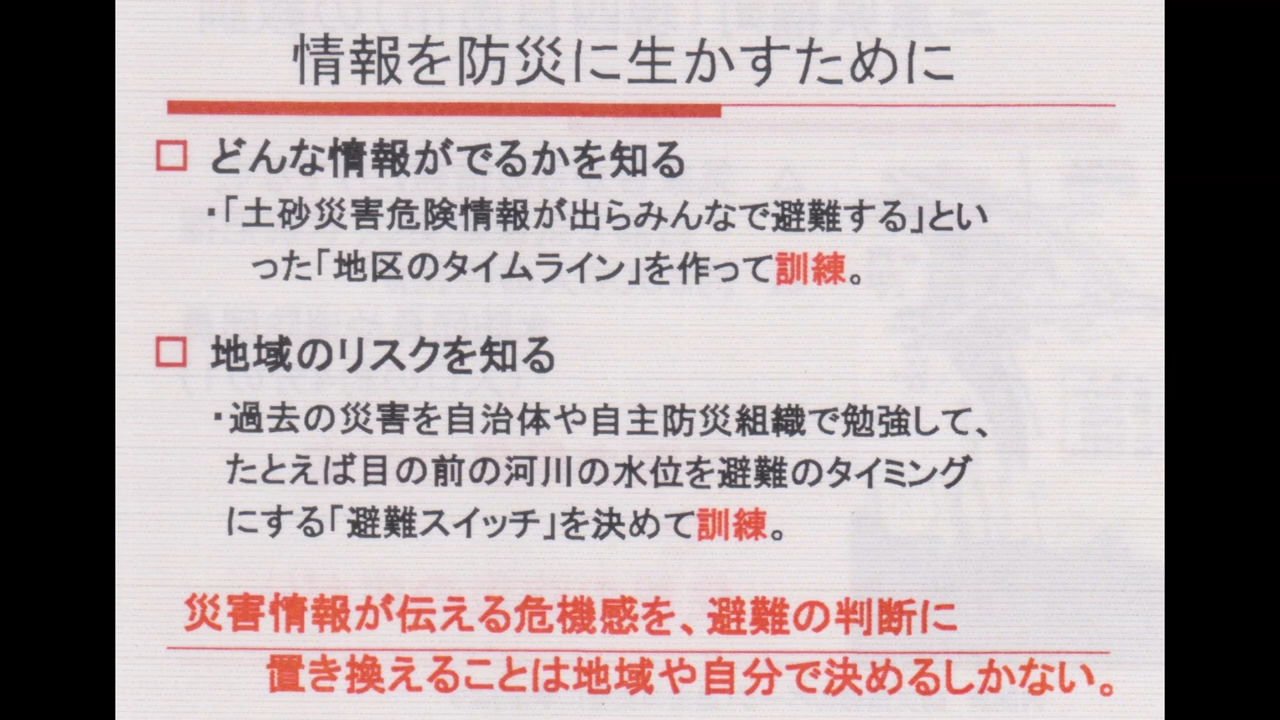 情報を防災に生かすために
□ どんな情報がでるかを知る
・「土砂災害危険情報が出らみんなで避難する」とい
った「地区のタイムライン」を作って訓練。
□ 地域のリスクを知る
・過去の災害を自治体や自主防災組織で勉強して、
たとえば目の前の河川の水位を避難のタイミング
にする「避難スイッチ」を決めて訓練。
災害情報が伝える危機感を、避難の判断に
置き換えることは地域や自分で決めるしかない。